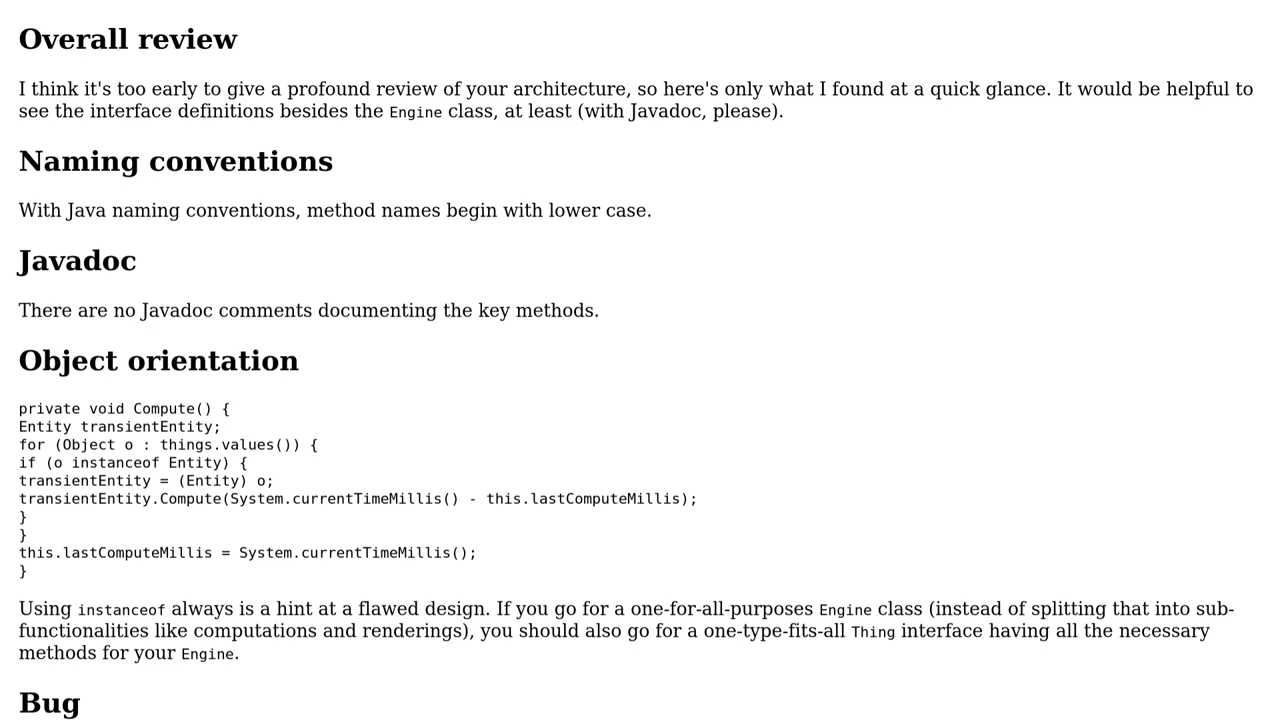 Overall review
I think it's too early to give a profound review of your architecture, so here's only what I found at a quick glance. It would be helpful to
see the interface definitions besides the Engine class, at least (with Javadoc, please).
Naming conventions
With Java naming conventions, method names begin with lower case.
Javadoc
There are no Javadoc comments documenting the key methods.
Object orientation
private void Compute() {
Entity transientEntity;
for (Object o : things.values()) {
if (o instanceof Entity) {
transientEntity = (Entity) o;
transientEntity.Compute(System.currentTimeMillis() - this.lastComputeMillis);
}
}
this.lastComputeMillis = System.currentTimeMillis();
}
Using instanceof always is a hint at a flawed design. If you go for a one-for-all-purposes Engine class (instead of splitting that into sub-
functionalities like computations and renderings), you should also go for a one-type-fits-all Thing interface having all the necessary
methods for your Engine.
Bug